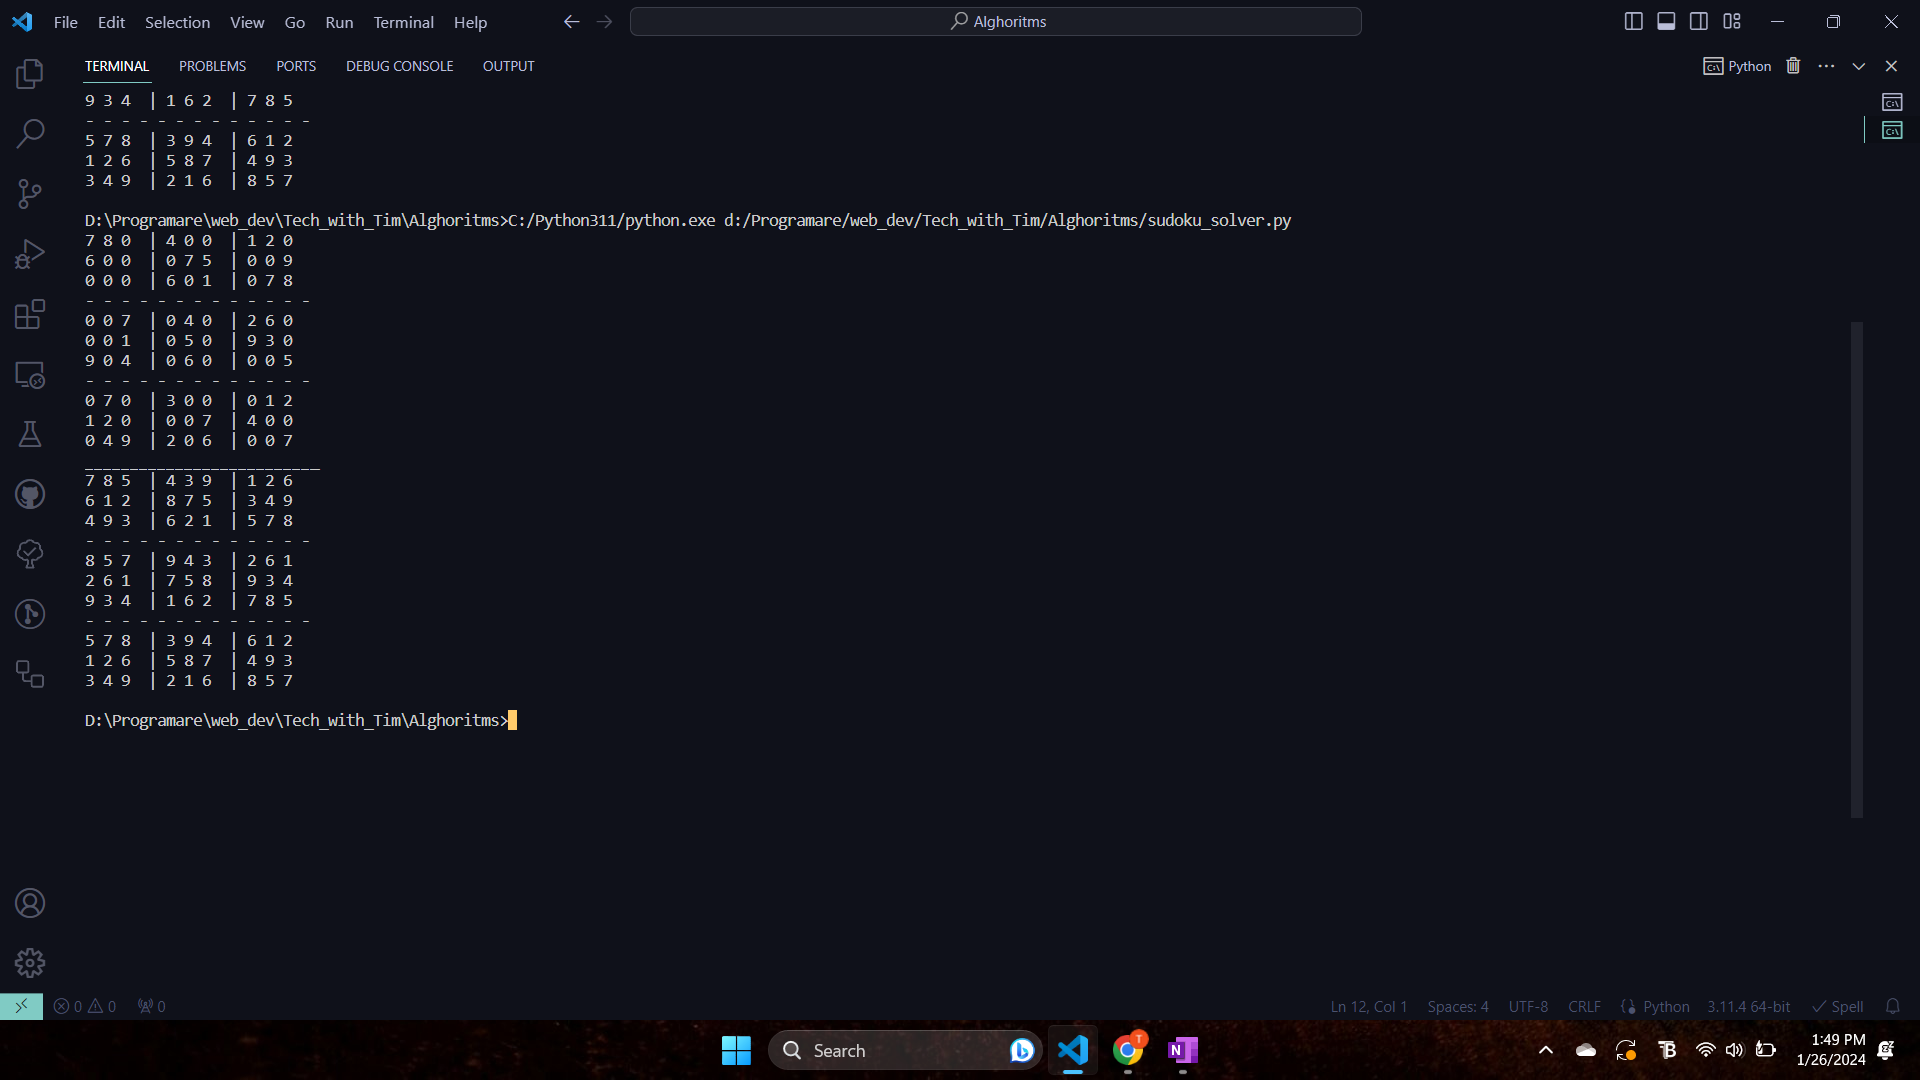 File Edit Selection View Go Run Terminal Help
Alghoritms
TERMINAL PROBLEMS PORTS DEBUG CONSOLE OUTPUT
Python
9 3 4  | 1 6 2  | 7 8 5
- - - - - - - - - - - - -
5 7 8  | 3 9 4  | 6 1 2
1 2 6  | 5 8 7  | 4 9 3
3 4 9  | 2 1 6  | 8 5 7
D:\Programare\web_dev\Tech_with_Tim\Alghoritms>C:/Python311/python.exe d:/Programare/web_dev/Tech_with_Tim/Alghoritms/sudoku_solver.py
7 8 0  | 4 0 0  | 1 2 0
6 0 0  | 0 7 5  | 0 0 9
0 0 0  | 6 0 1  | 0 7 8
- - - - - - - - - - - - -
0 0 7  | 0 4 0  | 2 6 0
0 0 1  | 0 5 0  | 9 3 0
9 0 4  | 0 6 0  | 0 0 5
- - - - - - - - - - - - -
0 7 0  | 3 0 0  | 0 1 2
1 2 0  | 0 0 7  | 4 0 0
0 4 9  | 2 0 6  | 0 0 7
__________________________
7 8 5  | 4 3 9  | 1 2 6
6 1 2  | 8 7 5  | 3 4 9
4 9 3  | 6 2 1  | 5 7 8
- - - - - - - - - - - - -
8 5 7  | 9 4 3  | 2 6 1
2 6 1  | 7 5 8  | 9 3 4
9 3 4  | 1 6 2  | 7 8 5
- - - - - - - - - - - - -
5 7 8  | 3 9 4  | 6 1 2
1 2 6  | 5 8 7  | 4 9 3
3 4 9  | 2 1 6  | 8 5 7
D:\Programare\web_dev\Tech_with_Tim\Alghoritms>
0 0 0 Ln 12, Col 1 Spaces: 4 UTF-8 CRLF Python 3.11.4 64-bit Spell
Search T N 1:49 PM
1/26/2024